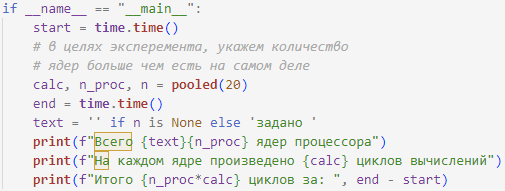 if __name__ == "__main__":
    start = time.time()
    # в целях эксперемента, укажем количество
    # ядер больше чем есть на самом деле
    calc, n_proc, n = pooled(20)
    end = time.time()
    text = '' if n is None else 'задано '
    print(f"Всего {text}{n_proc} ядер процессора")
    print(f"На каждом ядре произведено {calc} циклов вычислений")
    print(f"Итого {n_proc*calc} циклов за: ", end - start)